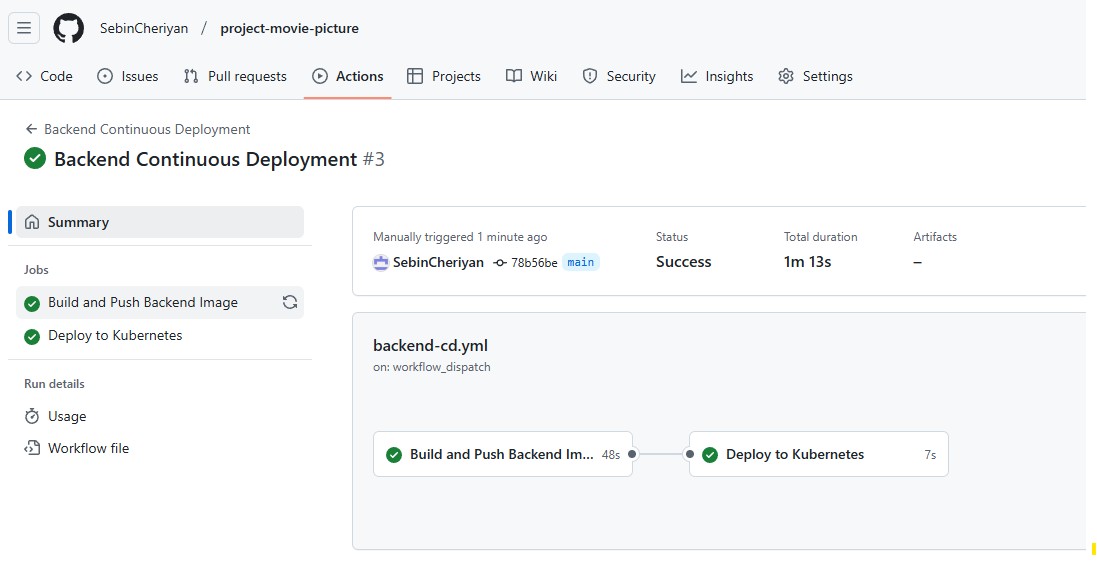 SebinCheriyan / project-movie-picture
Code Issues Pull requests Actions Projects Wiki Security Insights Settings
Backend Continuous Deployment
Backend Continuous Deployment #3
Summary
Jobs
Build and Push Backend Image
Deploy to Kubernetes
Run details
Usage
Workflow file
Manually triggered 1 minute ago
SebinCheriyan 78b56be main
Status
Success
Total duration
1m 13s
Artifacts
–
backend-cd.yml
on: workflow_dispatch
Build and Push Backend Im... 48s
Deploy to Kubernetes 7s